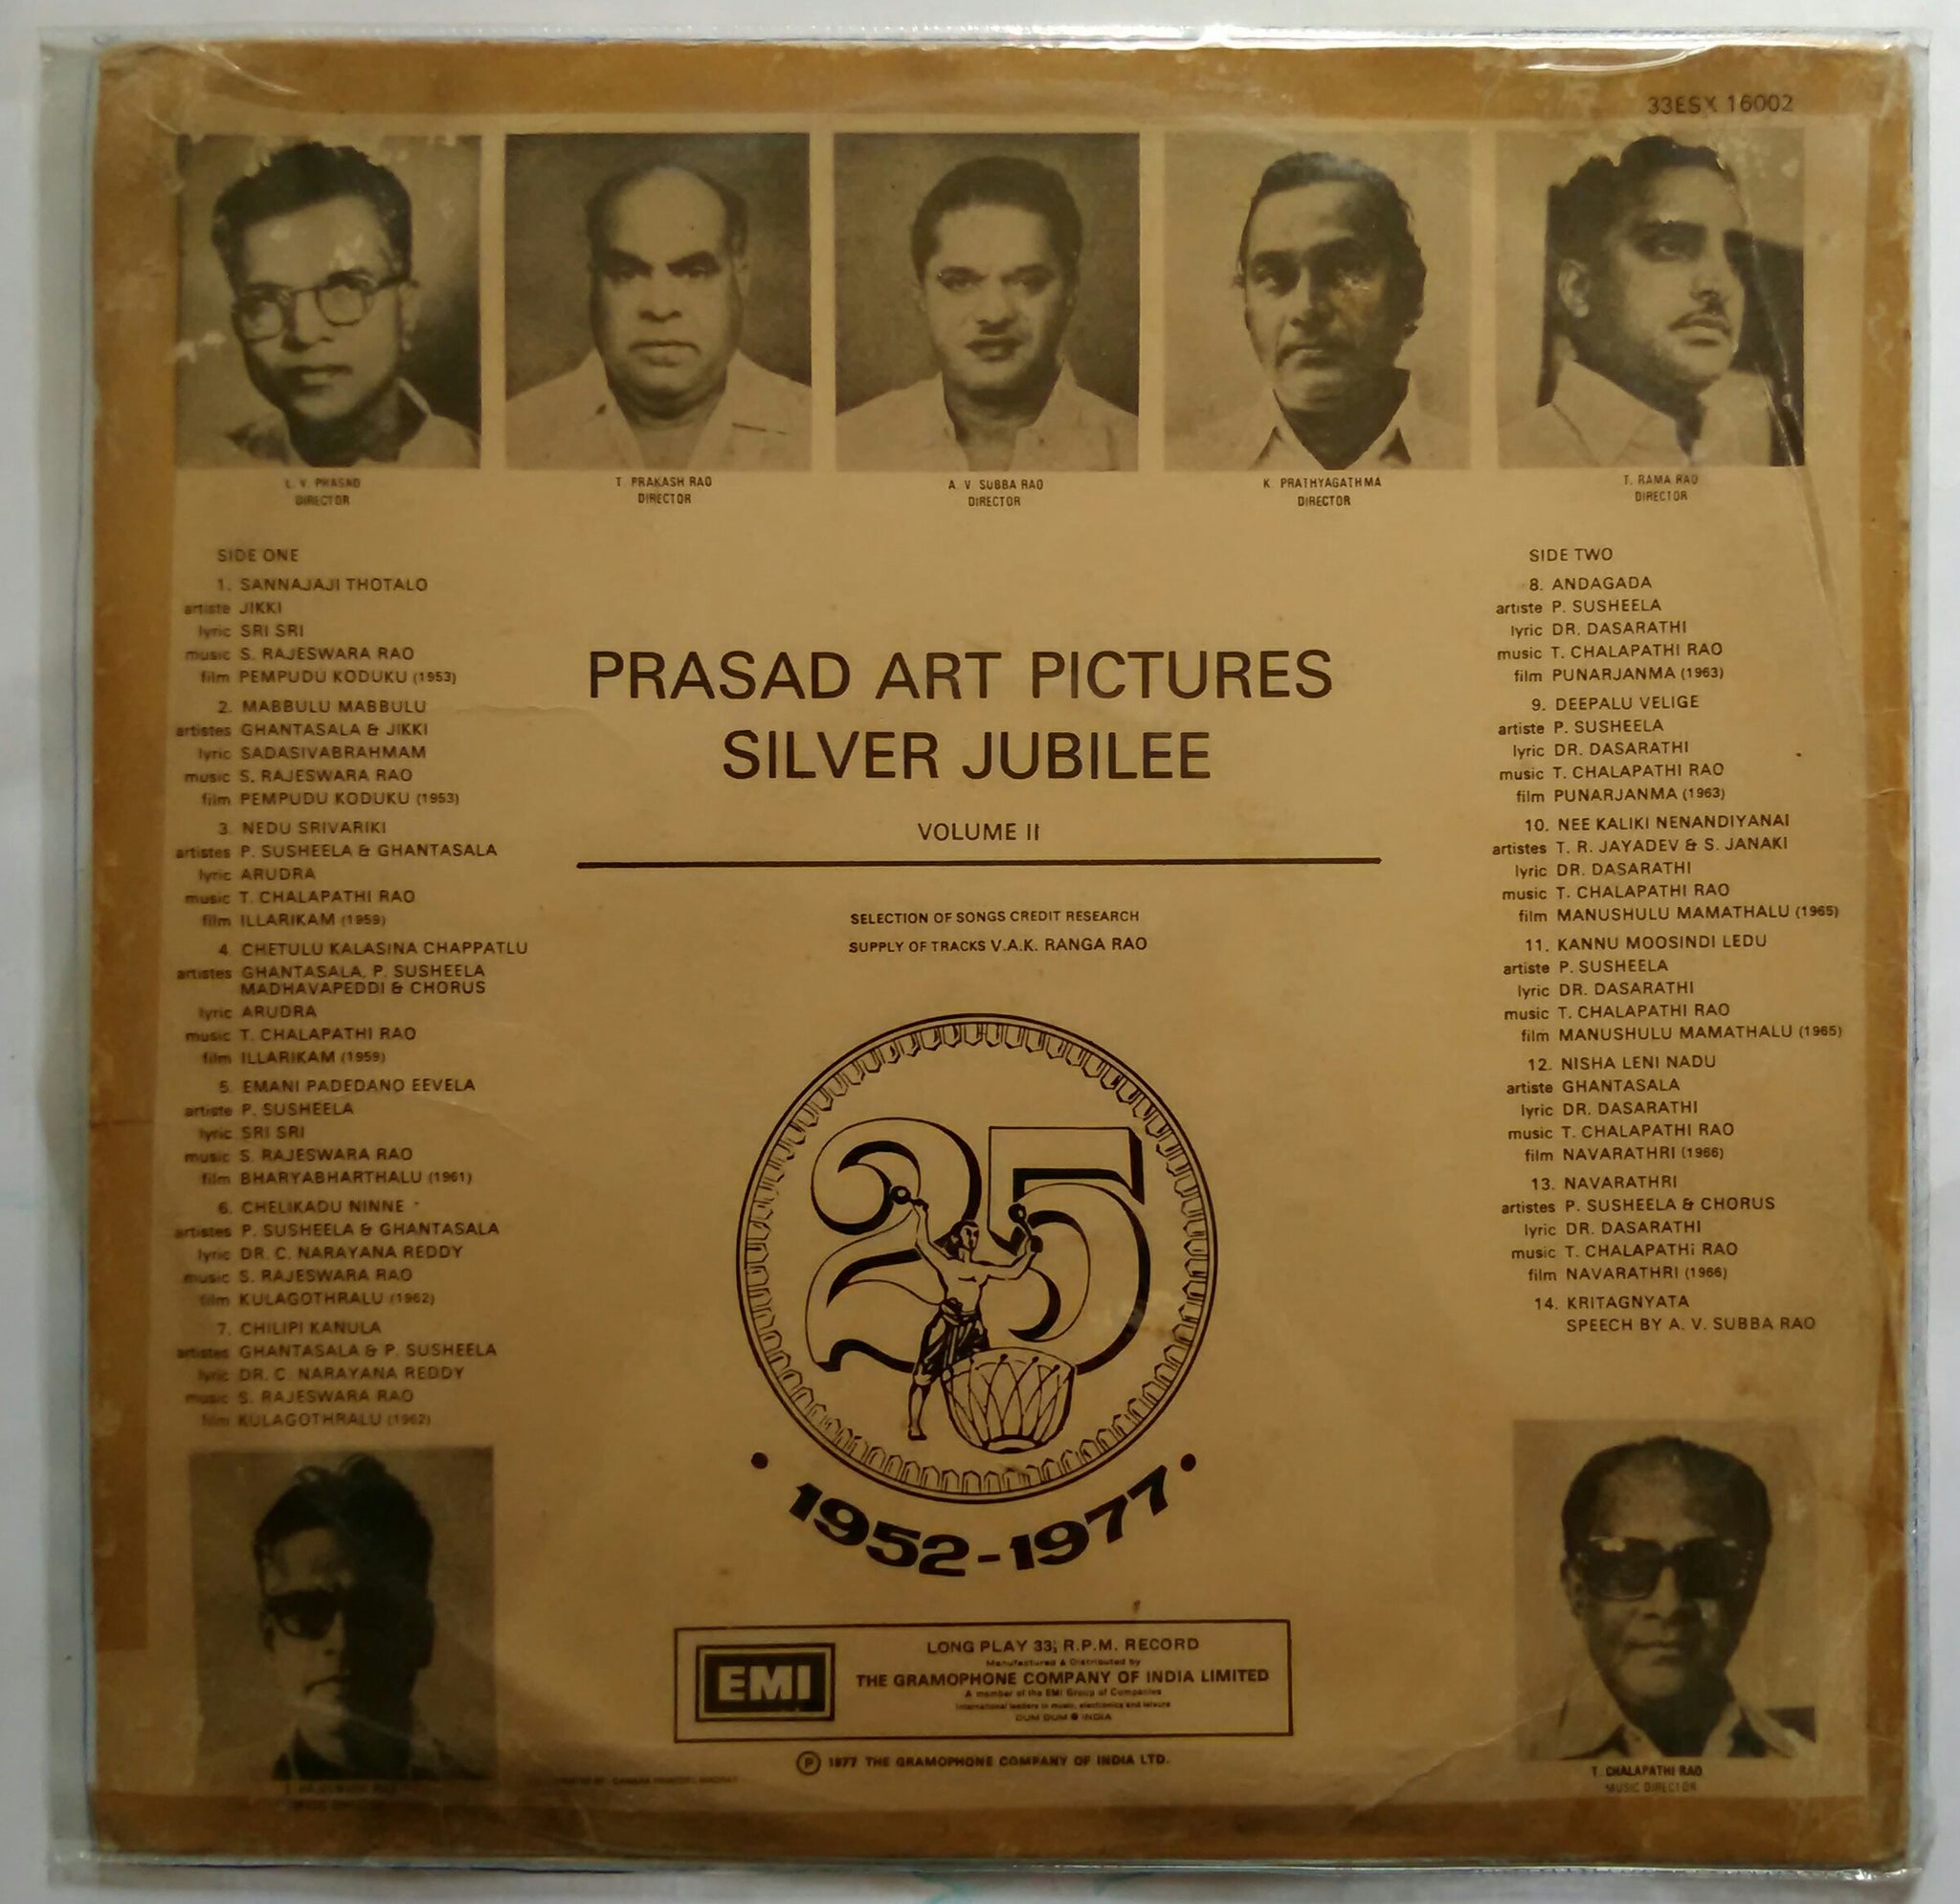 33ESX 16002
L. V. PRASAD
DIRECTOR
T. PRAKASH RAO
DIRECTOR
A. V. SUBBA RAO
DIRECTOR
K. PRATHYAGATHMA
DIRECTOR
T. RAMA RAO
DIRECTOR
SIDE ONE
1. SANNAJAJI THOTALO
artiste JIKKI
lyric SRI SRI
music S. RAJESWARA RAO
film PEMPUDU KODUKU (1953)
2. MABBULU MABBULU
artistes GHANTASALA & JIKKI
lyric SADASIVABRAHMAM
music S. RAJESWARA RAO
film PEMPUDU KODUKU (1953)
3. NEDU SRIVARIKI
artistes P. SUSHEELA & GHANTASALA
lyric ARUDRA
music T. CHALAPATHI RAO
film ILLARIKAM (1959)
4. CHETULU KALASINA CHAPPATLU
artistes GHANTASALA, P. SUSHEELA
MADHAVAPEDDI & CHORUS
lyric ARUDRA
music T. CHALAPATHI RAO
film ILLARIKAM (1959)
5. EMANI PADEDANO EEVELA
artiste P. SUSHEELA
lyric SRI SRI
music S. RAJESWARA RAO
film BHARYABHARTHALU (1961)
6. CHELIKADU NINNE
artistes P. SUSHEELA & GHANTASALA
lyric DR. C. NARAYANA REDDY
music S. RAJESWARA RAO
film KULAGOTHRALU (1962)
7. CHILIPI KANULA
artistes GHANTASALA & P. SUSHEELA
lyric DR. C. NARAYANA REDDY
music S. RAJESWARA RAO
film KULAGOTHRALU (1962)
PRASAD ART PICTURES
SILVER JUBILEE
VOLUME II
SELECTION OF SONGS CREDIT RESEARCH
SUPPLY OF TRACKS V.A.K. RANGA RAO
25
1952-1977
SIDE TWO
8. ANDAGADA
artiste P. SUSHEELA
lyric DR. DASARATHI
music T. CHALAPATHI RAO
film PUNARJANMA (1963)
9. DEEPALU VELIGE
artiste P. SUSHEELA
lyric DR. DASARATHI
music T. CHALAPATHI RAO
film PUNARJANMA (1963)
10. NEE KALIKI NENANDIYANAI
artistes T. R. JAYADEV & S. JANAKI
lyric DR. DASARATHI
music T. CHALAPATHI RAO
film MANUSHULU MAMATHALU (1965)
11. KANNU MOOSINDI LEDU
artiste P. SUSHEELA
lyric DR. DASARATHI
music T. CHALAPATHI RAO
film MANUSHULU MAMATHALU (1965)
12. NISHA LENI NADU
artiste GHANTASALA
lyric DR. DASARATHI
music T. CHALAPATHI RAO
film NAVARATHRI (1966)
13. NAVARATHRI
artistes P. SUSHEELA & CHORUS
lyric DR. DASARATHI
music T. CHALAPATHi RAO
film NAVARATHRI (1966)
14. KRITAGNYATA
SPEECH BY A. V. SUBBA RAO
EMI
LONG PLAY 33⅓ R.P.M. RECORD
Manufactured & Distributed by
THE GRAMOPHONE COMPANY OF INDIA LIMITED
A member of the EMI Group of Companies
International leaders in music, electronics and leisure
DUM DUM INDIA
℗ 1977 THE GRAMOPHONE COMPANY OF INDIA LTD.
T. CHALAPATHI RAO
MUSIC DIRECTOR